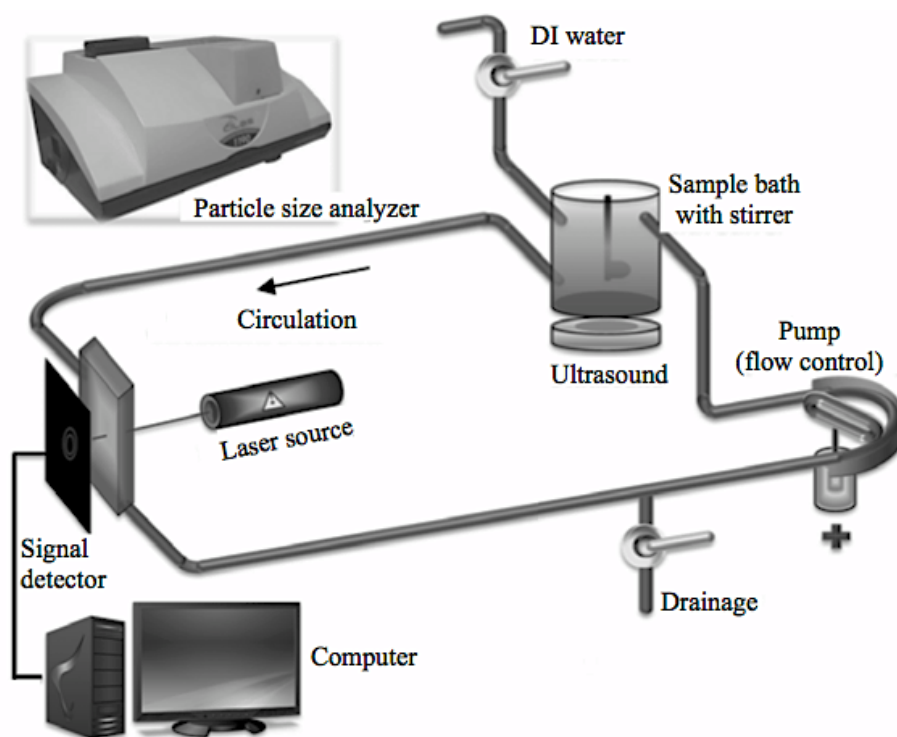 DI water
Sample bath
with stirrer
Particle size analyzer
Circulation
Pump
(flow control)
Ultrasound
Laser source
Signal
detector
Drainage
Computer